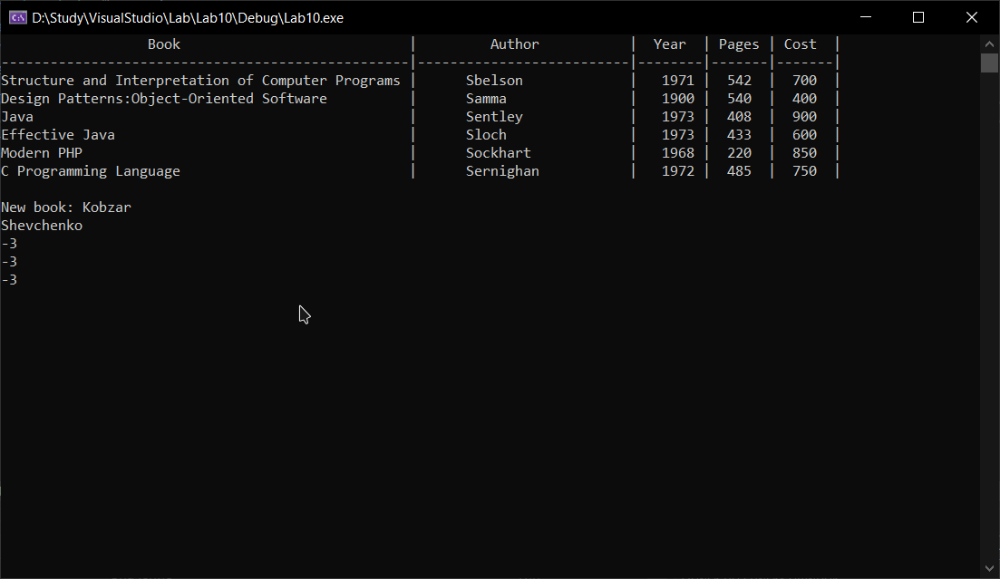 D:\Study\VisualStudio\Lab\Lab10\Debug\Lab10.exe
Book | Author | Year | Pages | Cost |
--------------------------------------------------|--------------------------|--------|-------|-------|
Structure and Interpretation of Computer Programs | Sbelson | 1971 | 542 | 700 |
Design Patterns:Object-Oriented Software | Samma | 1900 | 540 | 400 |
Java | Sentley | 1973 | 408 | 900 |
Effective Java | Sloch | 1973 | 433 | 600 |
Modern PHP | Sockhart | 1968 | 220 | 850 |
C Programming Language | Sernighan | 1972 | 485 | 750 |
New book: Kobzar
Shevchenko
-3
-3
-3